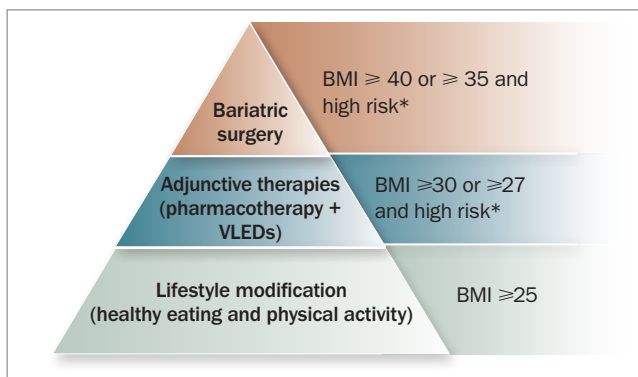 Bariatric
surgery
BMI ⩾ 40 or ⩾ 35 and
high risk*
Adjunctive therapies
(pharmacotherapy +
VLEDs)
BMI ⩾30 or ⩾27
and high risk*
Lifestyle modification
(healthy eating and physical activity)
BMI ⩾25